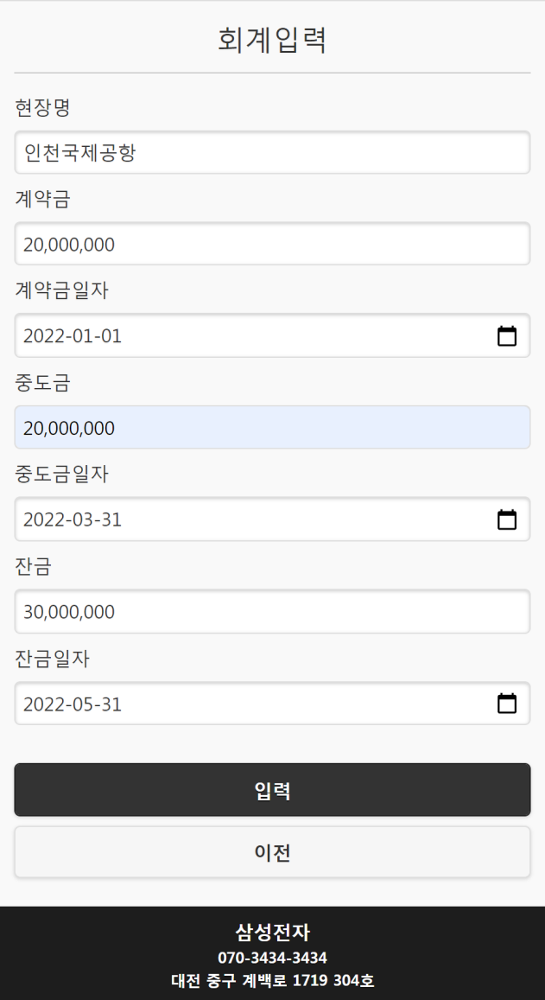 회계입력
현장명
인천국제공항
계약금
20,000,000
계약금일자
2022-01-01
중도금
20,000,000
중도금일자
2022-03-31
잔금
30,000,000
잔금일자
2022-05-31
입력
이전
삼성전자
070-3434-3434
대전 중구 계백로 1719 304호